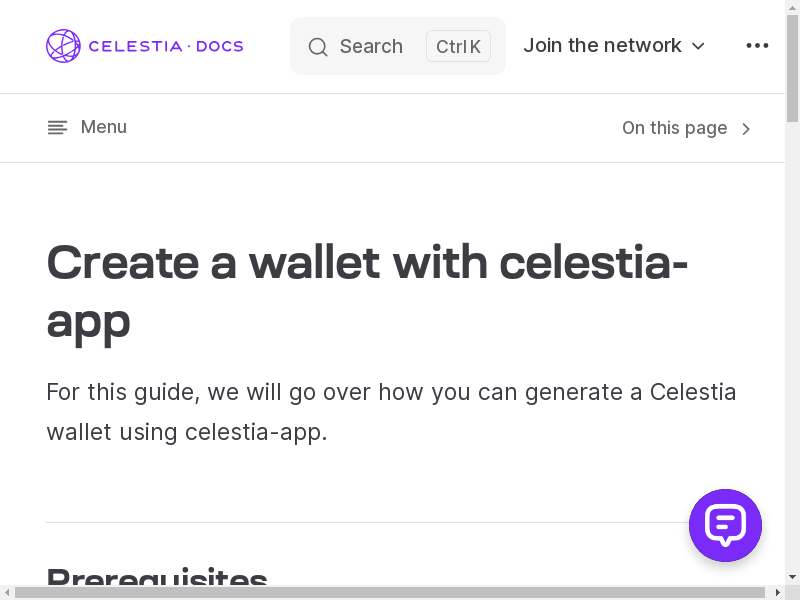 CELESTIA · DOCS
Search Ctrl K
Join the network
Menu
On this page
Create a wallet with celestia-
app
For this guide, we will go over how you can generate a Celestia
wallet using celestia-app.
Prerequisites